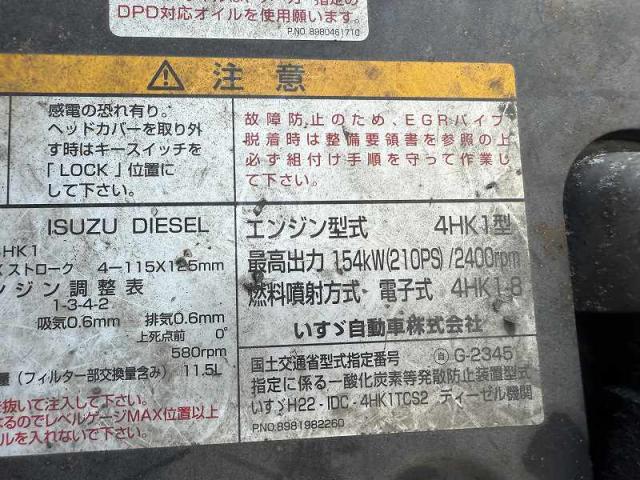 DPD対応オイルを使用願います。
P.NO. 8980461710
注意
感電の恐れ有り。
ヘッドカバーを取り外
す時はキースイッチを
「LOCK」位置に
して下さい。
故障防止のため、EGRパイプ
脱着時は整備要領書を参照の上
必ず組付け手順を守って作業し
て下さい。
ISUZU DIESEL
4HK1
ストローク 4-115X125mm
ンジン調整表
1-3-4-2
吸気0.6mm 排気0.6mm
上死点前 0°
580rpm
量(フィルター部交換量含み) 11.5L
抜いて注入して下さい。
なるのでレベルゲージMAX位置以上
ルを入れないで下さい。
エンジン型式 4HK1型
最高出力 154kW(210PS)/2400rpm
燃料噴射方式 電子式 4HK1-8
いすゞ自動車株式会社
国土交通省型式指定番号 自 G-2345
指定に係る一酸化炭素等発散防止装置型式
いすゞH22-IDC-4HK1TCS2 ディーゼル機関
P.NO.8981982260